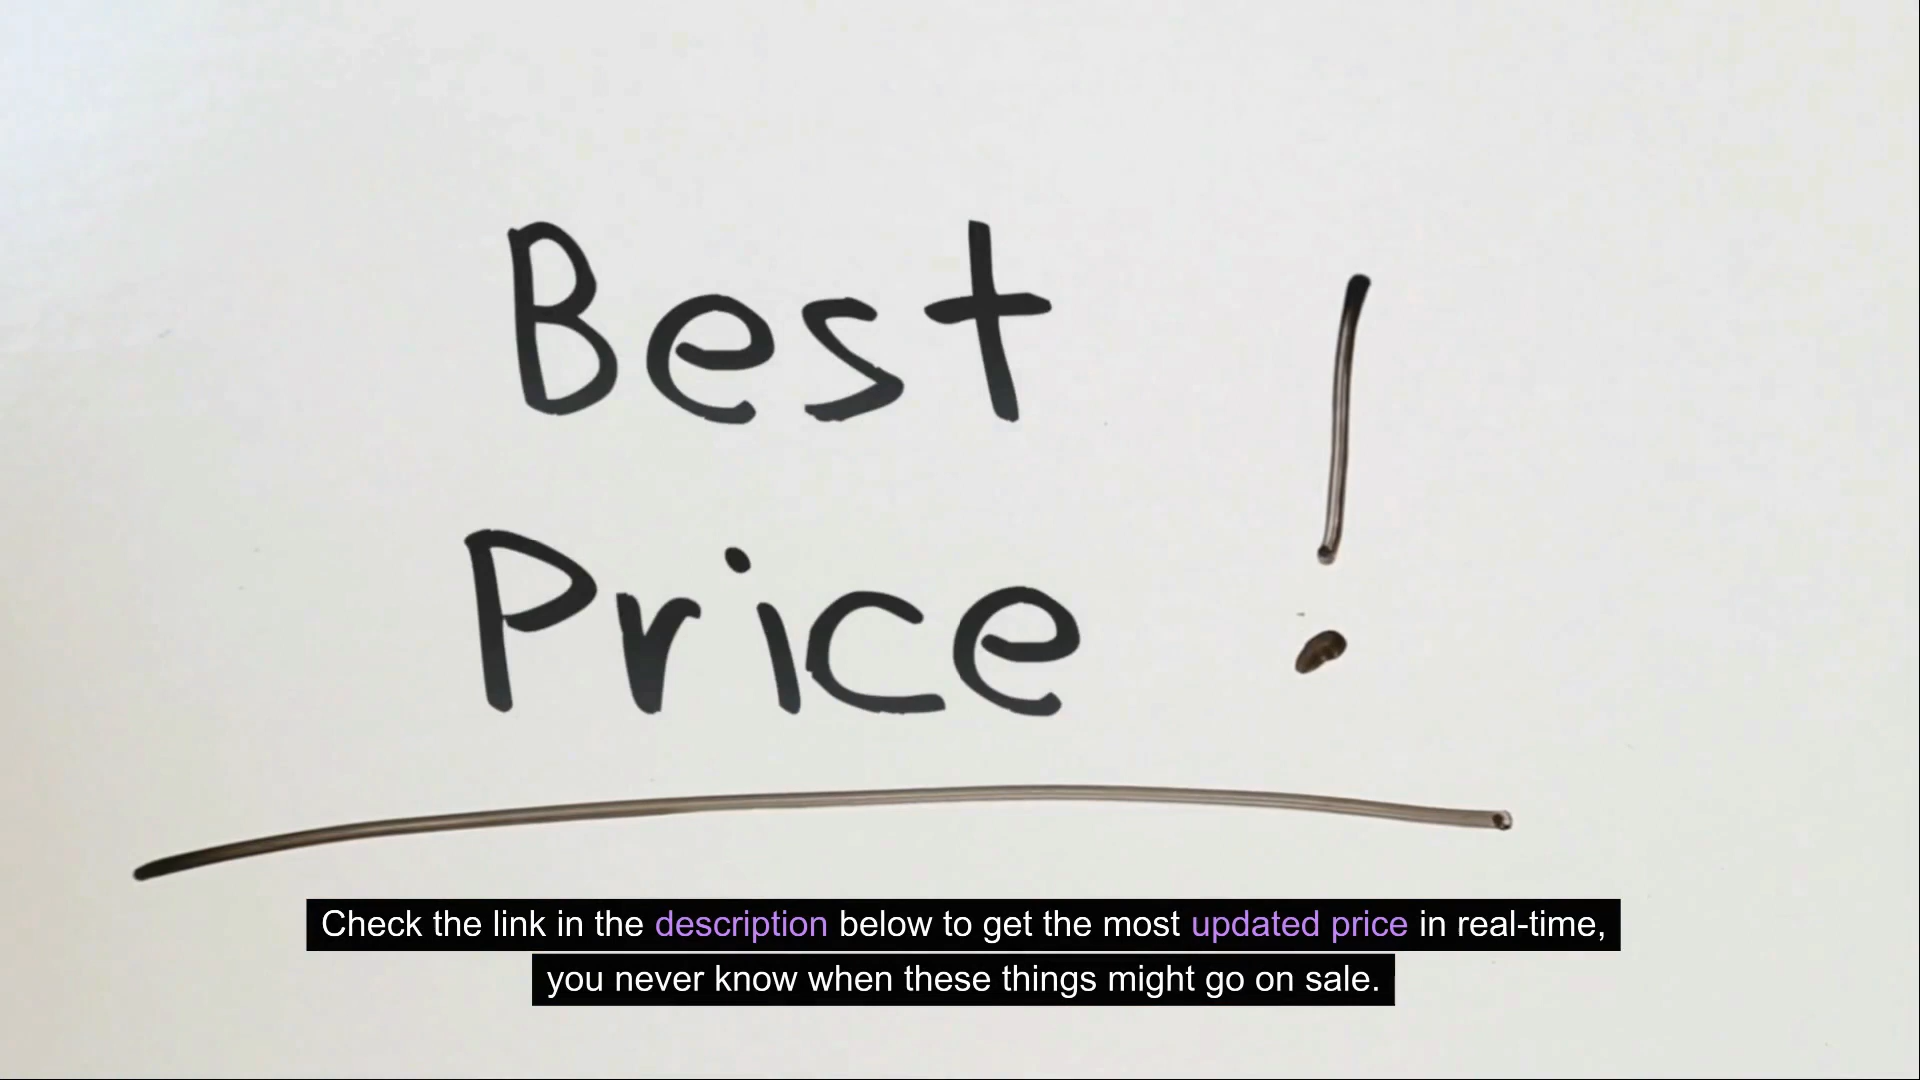 Best !
Price
Check the link in the description below to get the most updated price in real-time,
you never know when these things might go on sale.